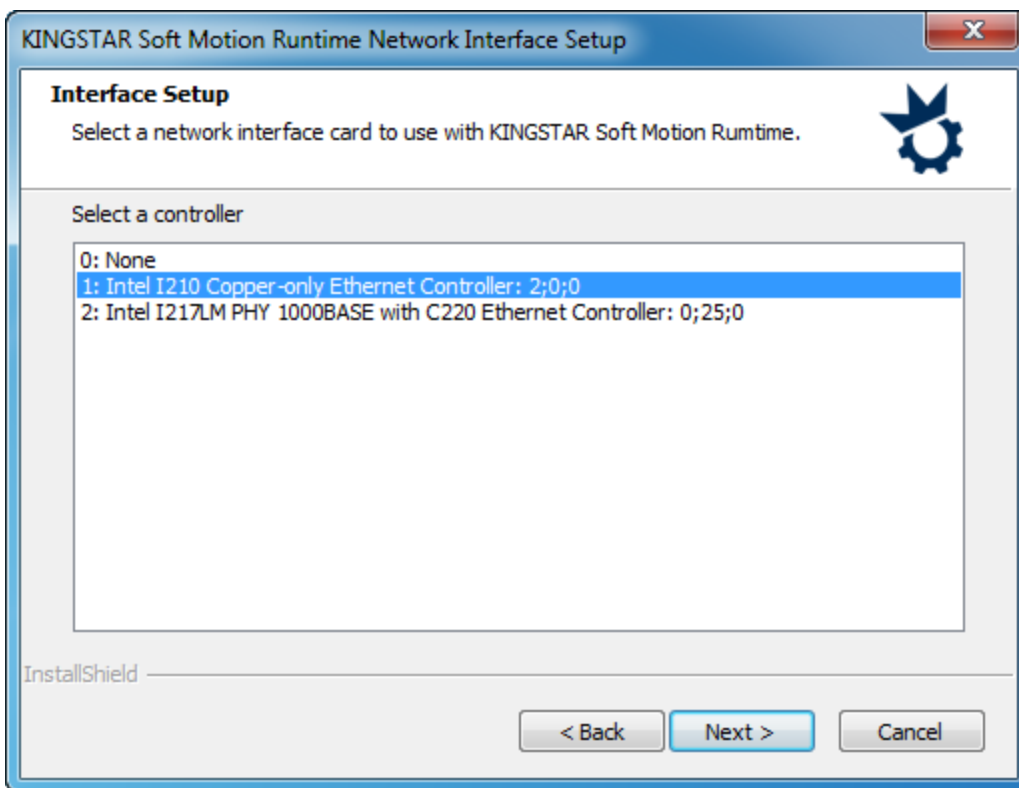 KINGSTAR Soft Motion Runtime Network Interface Setup
Interface Setup
Select a network interface card to use with KINGSTAR Soft Motion Rumtime.
Select a controller
0: None
1: Intel I210 Copper-only Ethernet Controller: 2;0;0
2: Intel I217LM PHY 1000BASE with C220 Ethernet Controller: 0;25;0
InstallShield
< Back
Next >
Cancel